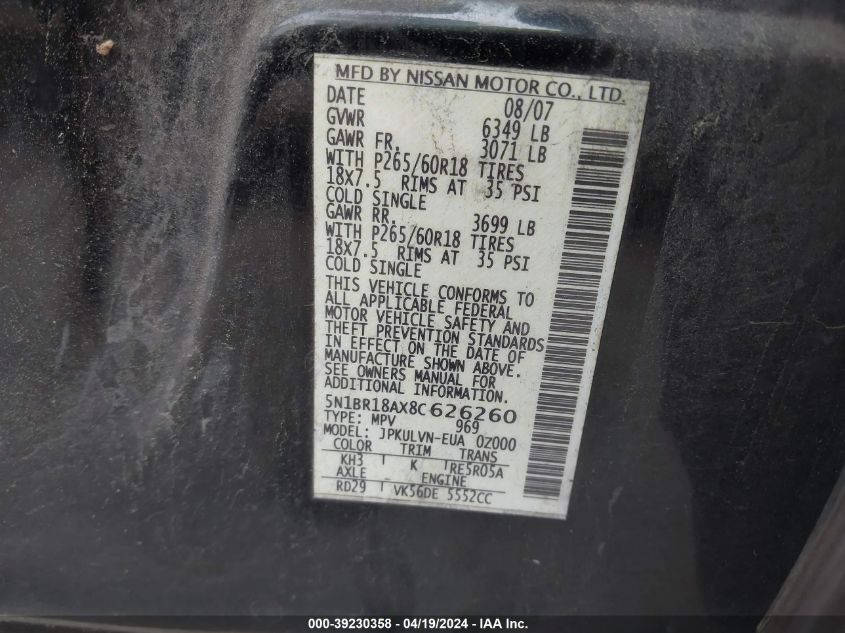 MFD BY NISSAN MOTOR CO., LTD.
DATE 08/07
GVWR 6349 LB
GAWR FR. 3071 LB
WITH P265/60R18 TIRES
18X7.5 RIMS AT 35 PSI
COLD SINGLE
GAWR RR. 3699 LB
WITH P265/60R18 TIRES
18X7.5 RIMS AT 35 PSI
COLD SINGLE
THIS VEHICLE CONFORMS TO
ALL APPLICABLE FEDERAL
MOTOR VEHICLE SAFETY AND
THEFT PREVENTION STANDARDS
IN EFFECT ON THE DATE OF
MANUFACTURE SHOWN ABOVE.
SEE OWNERS MANUAL FOR
ADDITIONAL INFORMATION.
5N1BR18AX8C626260
TYPE: MPV 969
MODEL: JPKULVN-EUA 0Z000
COLOR TRIM TRANS
KH3 K RE5R05A
AXLE ENGINE
RD29 VK56DE 5552CC
000-39230358 - 04/19/2024 - IAA Inc.